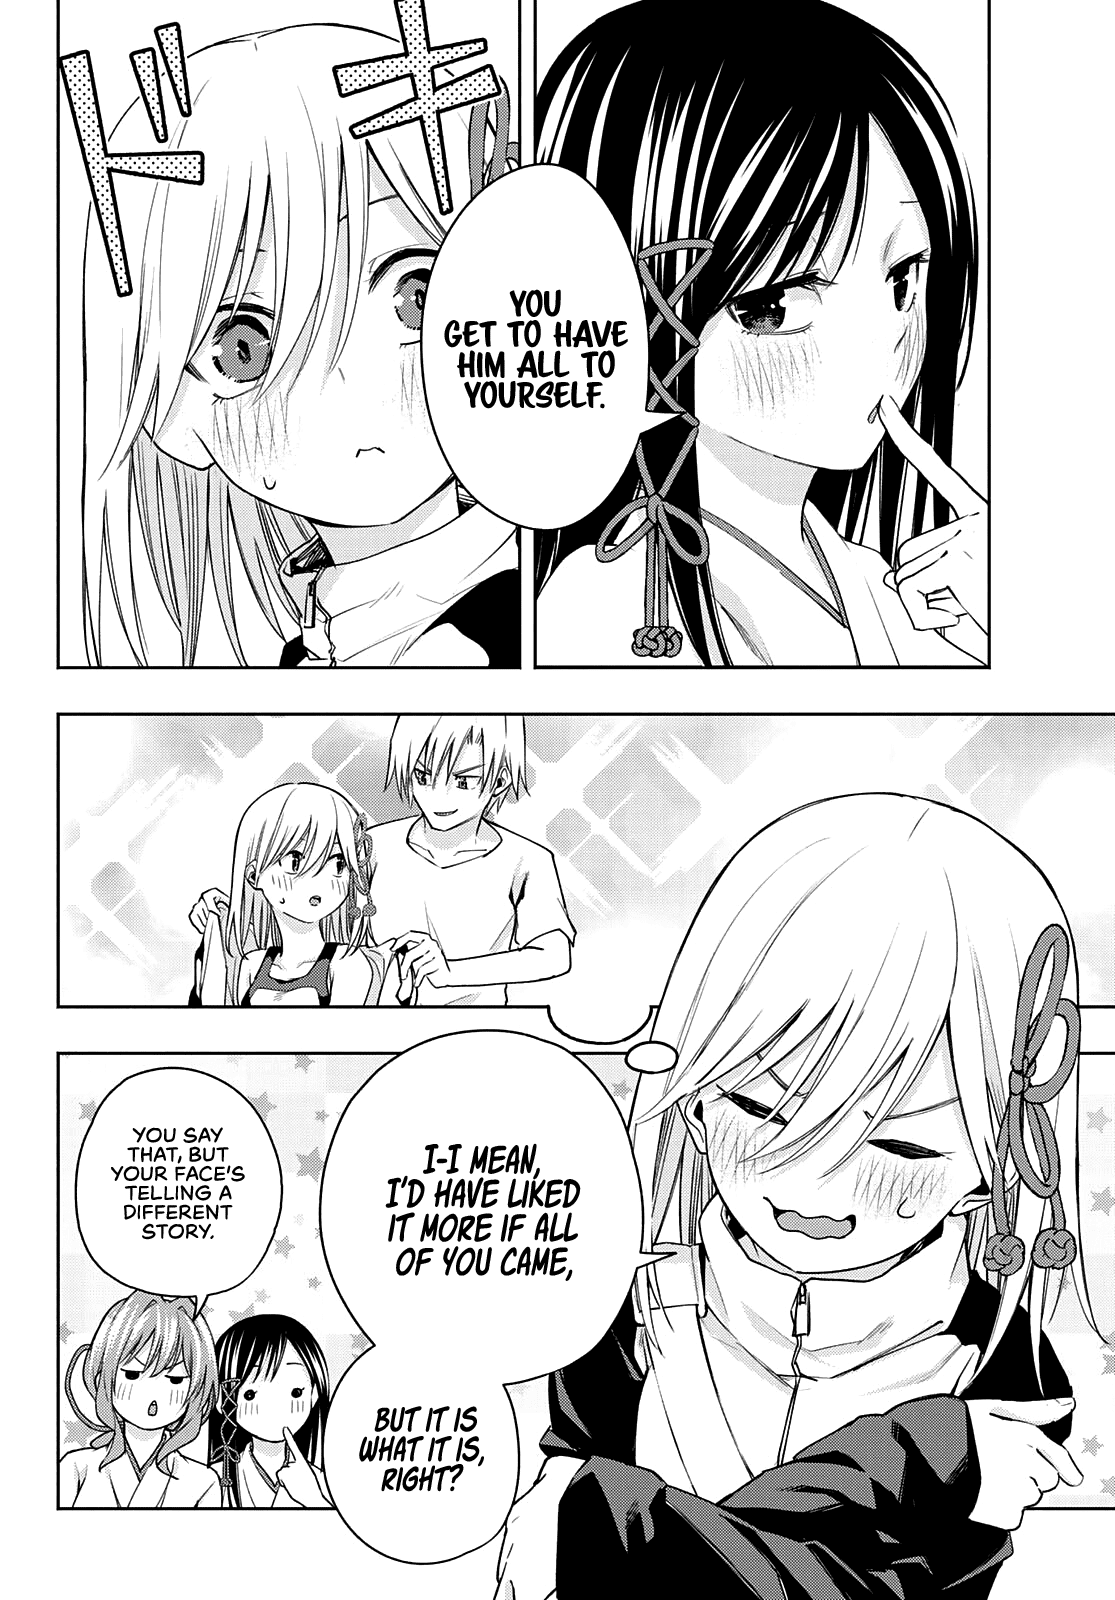 YOU
GET TO HAVE
HIM ALL TO
YOURSELF.
ドキ
I-I MEAN,
I'D HAVE LIKED
IT MORE IF ALL
OF YOU CAME,
BUT IT IS
WHAT IT IS,
RIGHT?
YOU SAY
THAT, BUT
YOUR FACE'S
TELLING A
DIFFERENT
STORY.